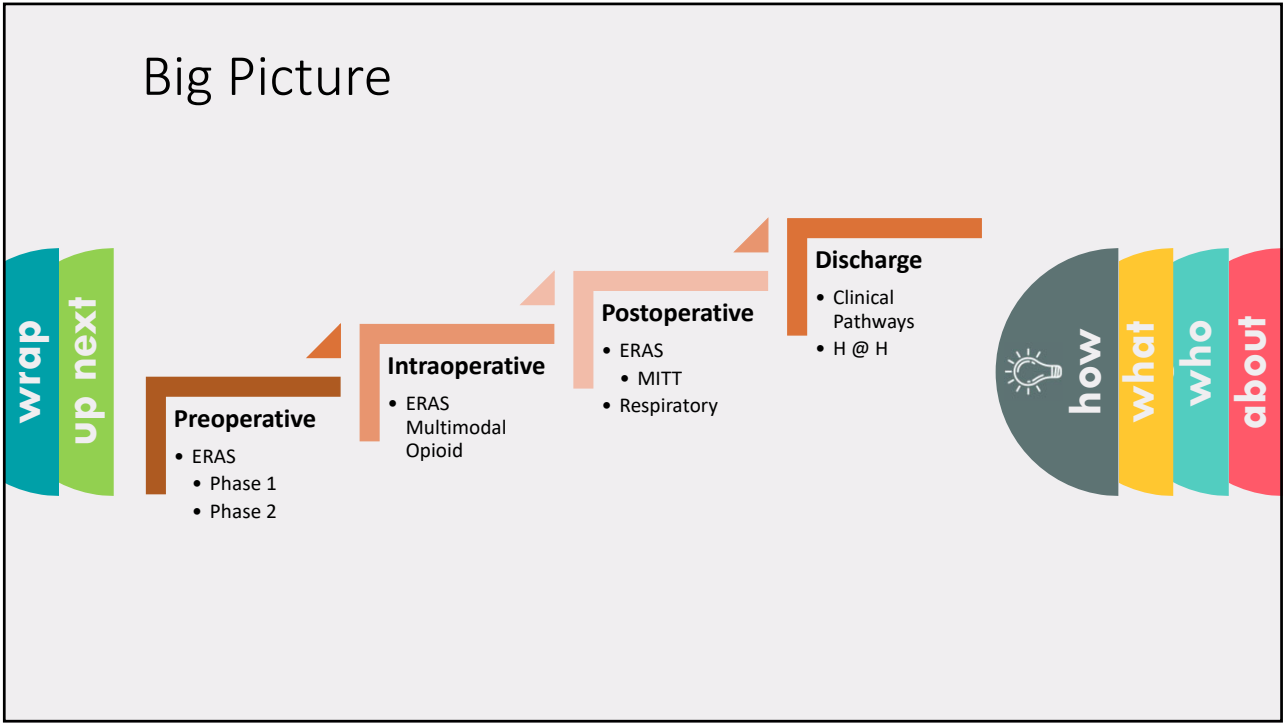 Big Picture
wrap
up next
Preoperative
• ERAS
• Phase 1
• Phase 2
Intraoperative
• ERAS
Multimodal
Opioid
Postoperative
• ERAS
• MITT
• Respiratory
Discharge
• Clinical
Pathways
• H @ H
how
what
who
about